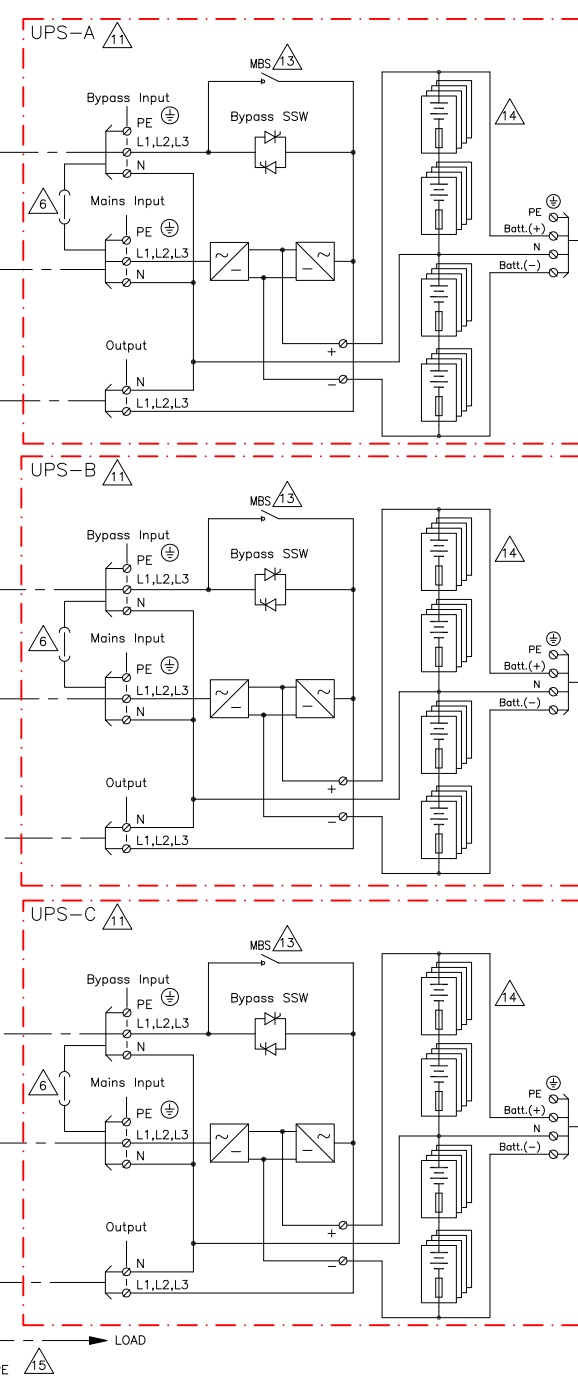 UPS-A 11
MBS 13
Bypass Input
Bypass SSW
14
PE
L1,L2,L3
N
6
Mains Input
PE
L1,L2,L3
N
PE
Batt.(+)
N
Batt.(-)
~
-
~
-
Output
+
-
N
L1,L2,L3
UPS-B 11
MBS 13
Bypass Input
Bypass SSW
14
PE
L1,L2,L3
N
6
Mains Input
PE
L1,L2,L3
N
PE
Batt.(+)
N
Batt.(-)
~
-
~
-
Output
+
-
N
L1,L2,L3
UPS-C 11
MBS 13
Bypass Input
Bypass SSW
14
PE
L1,L2,L3
N
6
Mains Input
PE
L1,L2,L3
N
PE
Batt.(+)
N
Batt.(-)
~
-
~
-
Output
+
-
N
L1,L2,L3
LOAD
PE 15